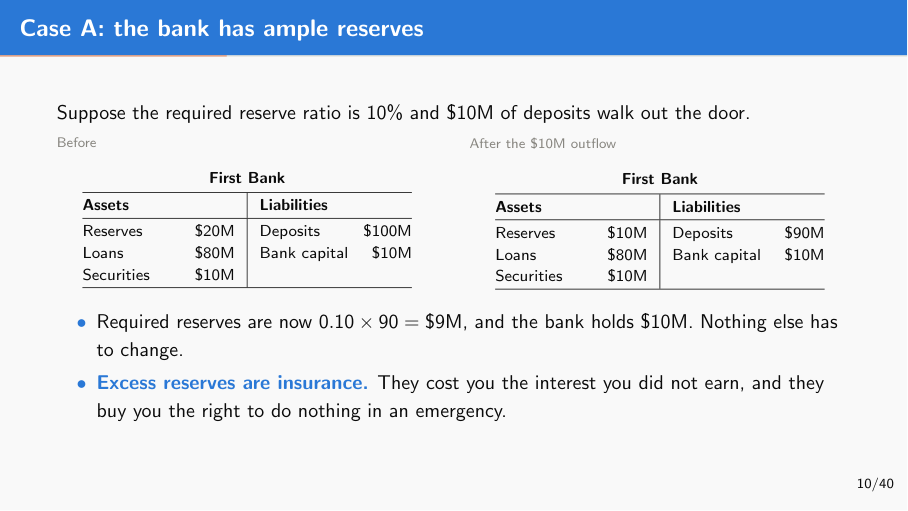 Case A: the bank has ample reserves
Suppose the required reserve ratio is 10% and $10M of deposits walk out the door.
Before
First Bank
Assets Liabilities
Reserves $20M Deposits $100M
Loans $80M Bank capital $10M
Securities $10M
After the $10M outflow
First Bank
Assets Liabilities
Reserves $10M Deposits $90M
Loans $80M Bank capital $10M
Securities $10M
• Required reserves are now 0.10 × 90 = $9M, and the bank holds $10M. Nothing else has
to change.
• Excess reserves are insurance. They cost you the interest you did not earn, and they
buy you the right to do nothing in an emergency.
10/40